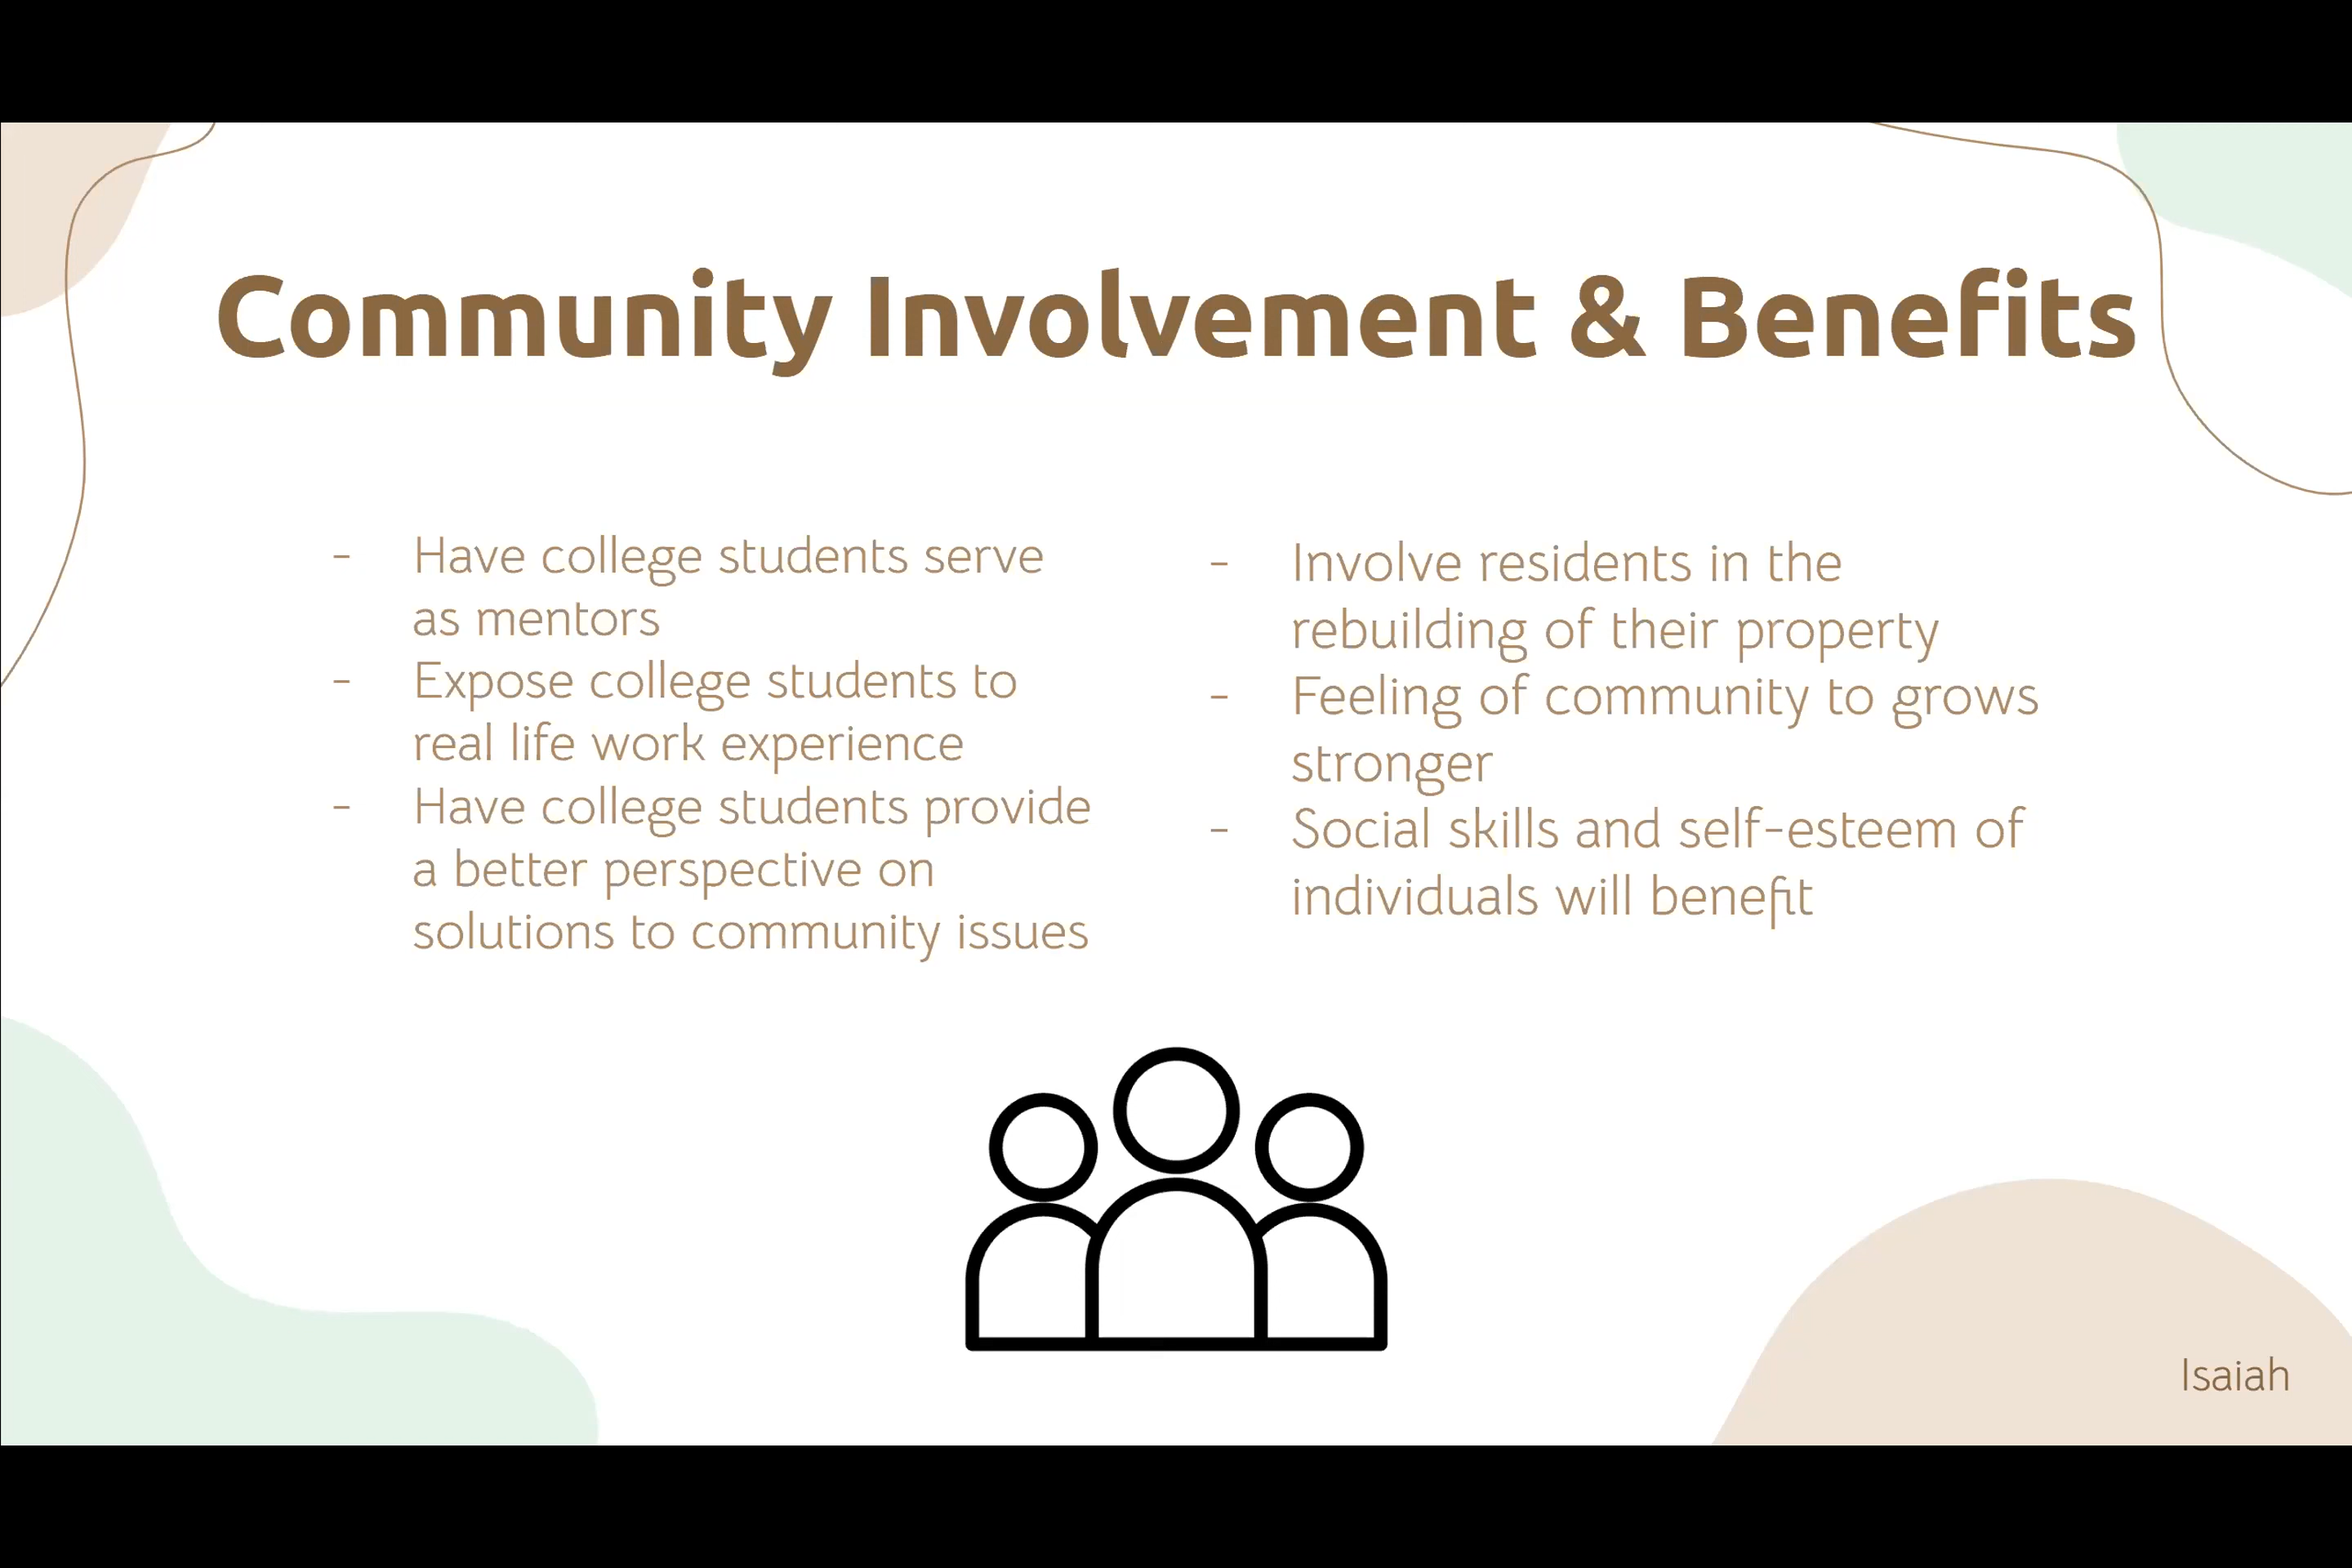 Community Involvement & Benefits
- Have college students serve
as mentors
- Expose college students to
real life work experience
- Have college students provide
a better perspective on
solutions to community issues
- Involve residents in the
rebuilding of their property
- Feeling of community to grows
stronger
- Social skills and self-esteem of
individuals will benefit
Isaiah